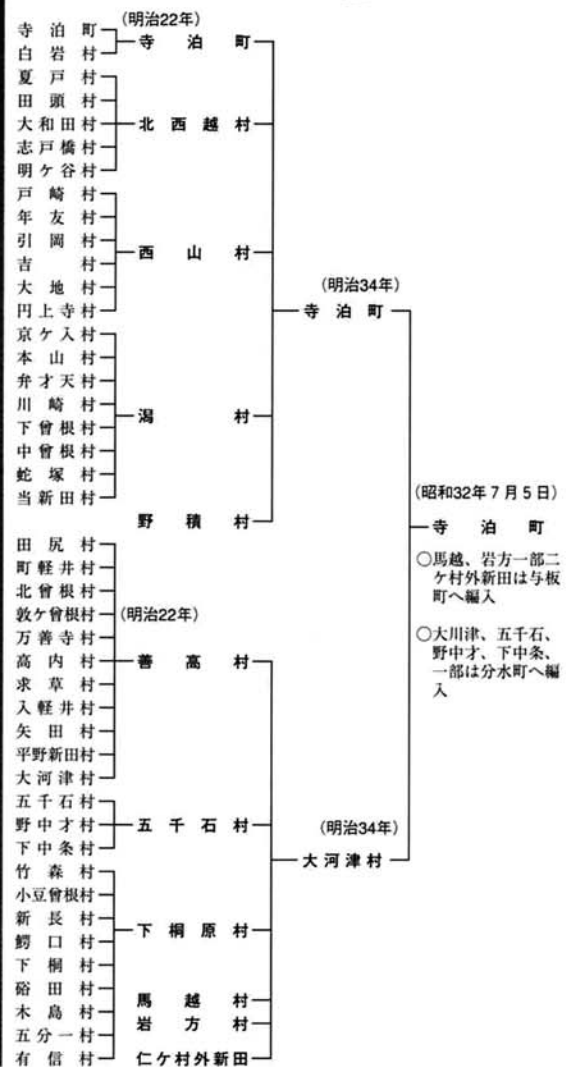 (明治22年)
寺泊町
白岩村
寺泊町
夏戸村
田頭村
大和田村
志戸橋村
明ケ谷村
北西越村
戸崎村
年友村
引岡村
吉村
大地村
円上寺村
西山村
京ケ入村
本山村
弁才天村
川崎村
下曾根村
中曾根村
蛇塚村
当新田村
潟村
野積村
(明治34年)
寺泊町
田尻村
町軽井村
北曾根村
敦ケ曾根村
(明治22年)
万善寺村
高内村
求草村
入軽井村
矢田村
平野新田村
大河津村
善高村
五千石村
野中才村
下中条村
五千石村
竹森村
小豆曾根村
新長村
鰐口村
下桐村
硲田村
木島村
五分一村
有信村
下桐原村
馬越村
岩方村
仁ケ村外新田
(明治34年)
大河津村
(昭和32年7月5日)
寺泊町
○馬越、岩方一部二
ケ村外新田は与板
町へ編入
○大川津、五千石、
野中才、下中条、
一部は分水町へ編
入